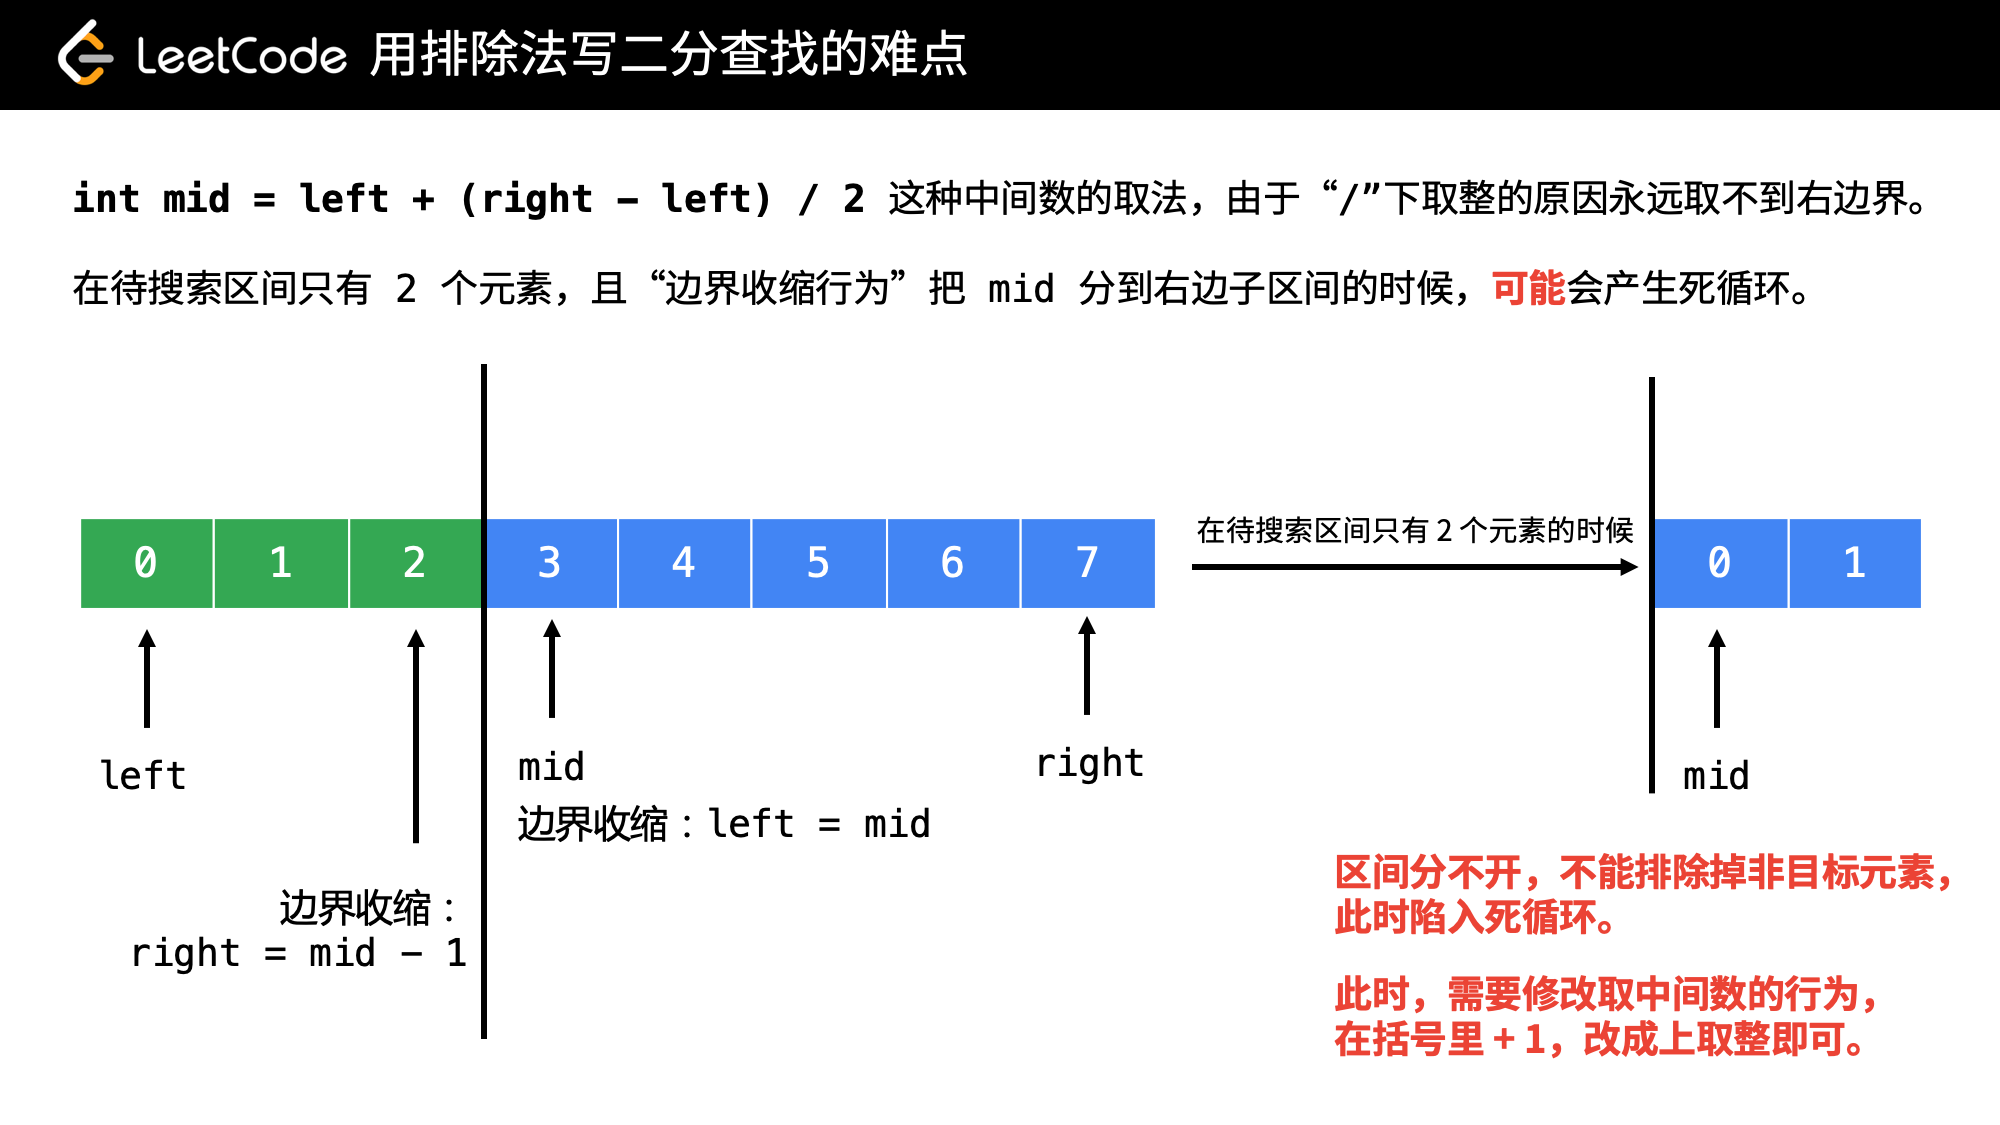 LeetCode 用排除法写二分查找的难点
int mid = left + (right - left) / 2 这种中间数的取法，由于“/”下取整的原因永远取不到右边界。
在待搜索区间只有 2 个元素，且“边界收缩行为”把 mid 分到右边子区间的时候，可能会产生死循环。
在待搜索区间只有 2 个元素的时候
0 1 2 3 4 5 6 7
0 1
left
mid
right
mid
边界收缩：left = mid
边界收缩：
right = mid - 1
区间分不开，不能排除掉非目标元素，
此时陷入死循环。
此时，需要修改取中间数的行为，
在括号里 + 1，改成上取整即可。